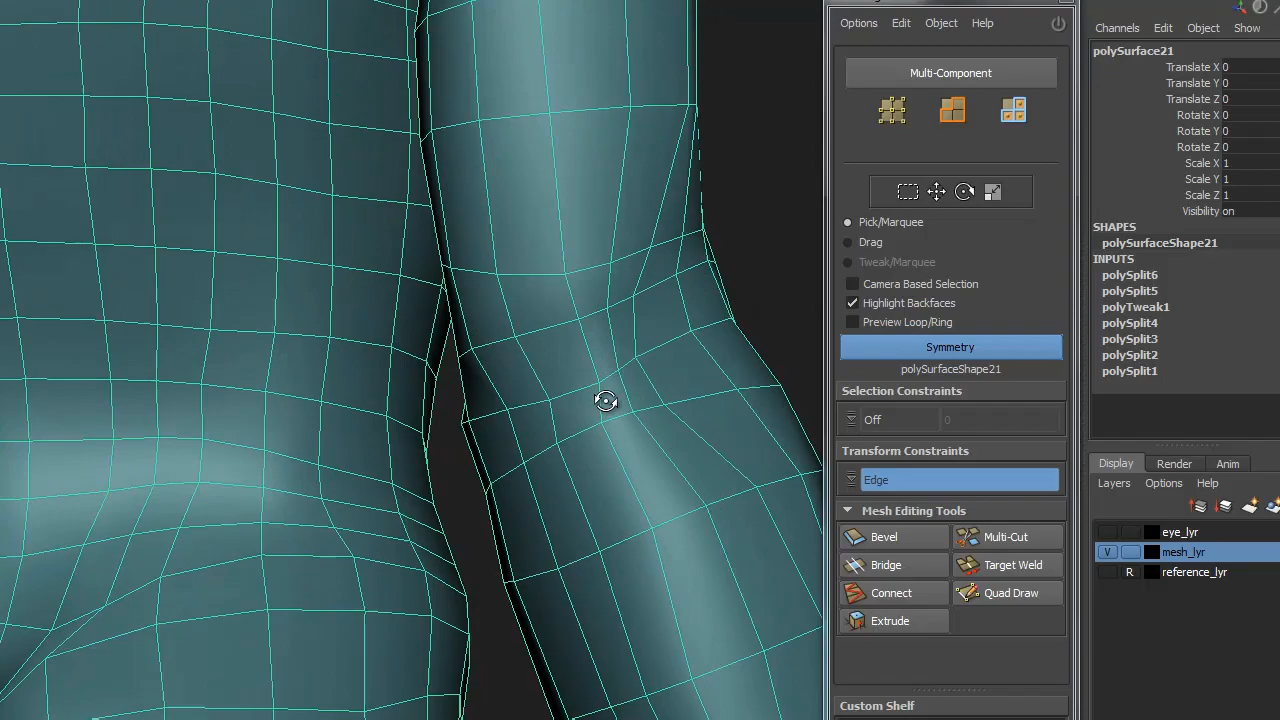 Options Edit Object Help
Multi-Component
Pick/Marquee
Drag
Tweak/Marquee
Camera Based Selection
Highlight Backfaces
Preview Loop/Ring
Symmetry
polySurfaceShape21
Selection Constraints
Off 0
Transform Constraints
Edge
Mesh Editing Tools
Bevel Multi-Cut
Bridge Target Weld
Connect Quad Draw
Extrude
Custom Shelf
Channels Edit Object Show
polySurface21
Translate X 0
Translate Y 0
Translate Z 0
Rotate X 0
Rotate Y 0
Rotate Z 0
Scale X 1
Scale Y 1
Scale Z 1
Visibility on
SHAPES
polySurfaceShape21
INPUTS
polySplit6
polySplit5
polyTweak1
polySplit4
polySplit3
polySplit2
polySplit1
Display Render Anim
Layers Options Help
eye_lyr
V mesh_lyr
R reference_lyr